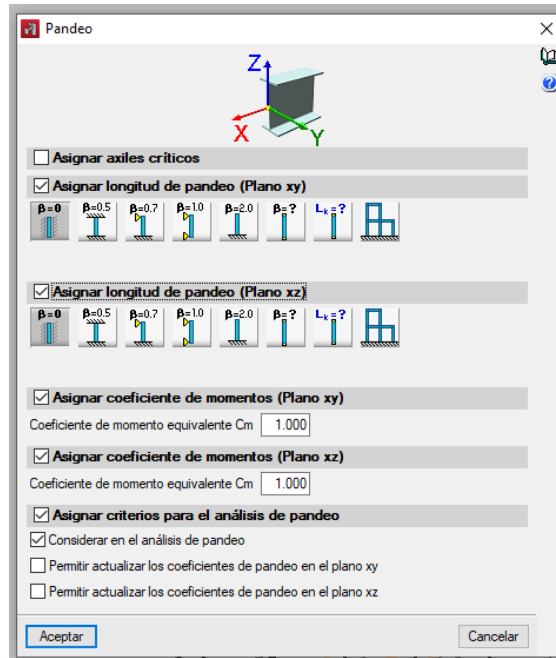 Pandeo
Z
X
Y
Asignar axiles críticos
Asignar longitud de pandeo (Plano xy)
β=0 β=0.5 β=0.7 β=1.0 β=2.0 β=? Lk=?
Asignar longitud de pandeo (Plano xz)
β=0 β=0.5 β=0.7 β=1.0 β=2.0 β=? Lk=?
Asignar coeficiente de momentos (Plano xy)
Coeficiente de momento equivalente Cm 1.000
Asignar coeficiente de momentos (Plano xz)
Coeficiente de momento equivalente Cm 1.000
Asignar criterios para el análisis de pandeo
Considerar en el análisis de pandeo
Permitir actualizar los coeficientes de pandeo en el plano xy
Permitir actualizar los coeficientes de pandeo en el plano xz
Aceptar Cancelar